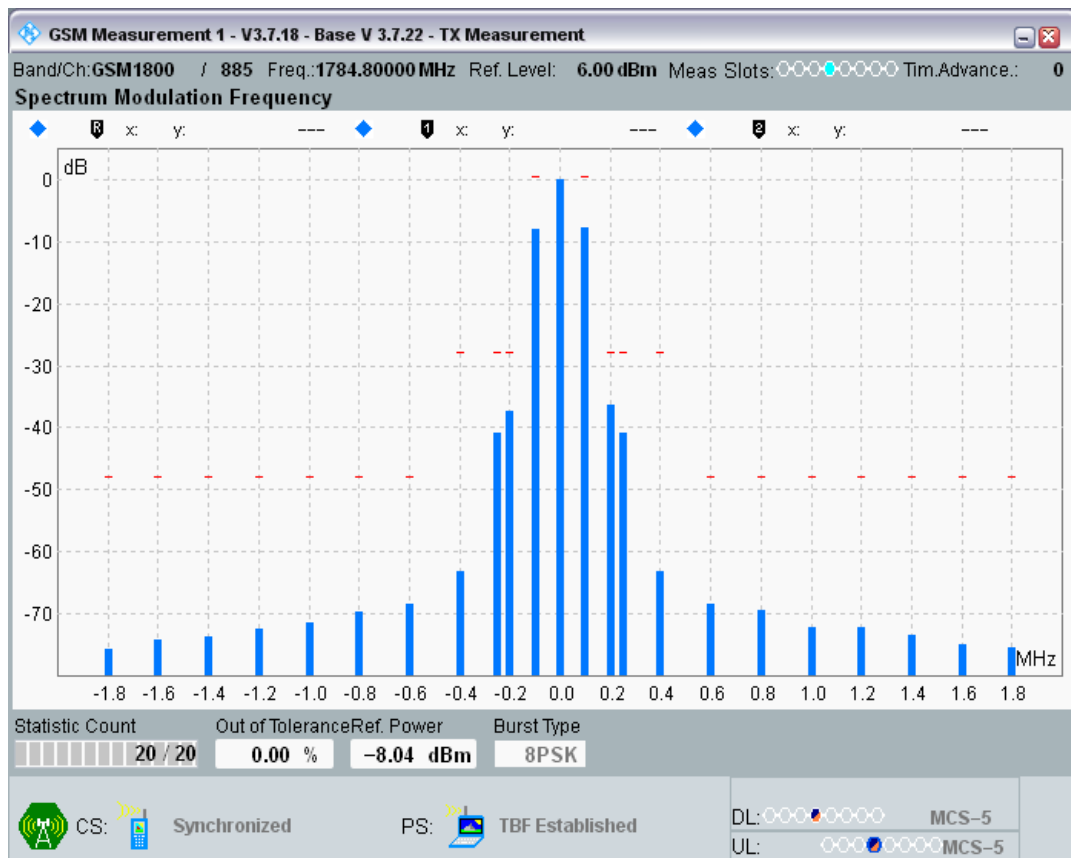 GSM Measurement 1 - V3.7.18 - Base V 3.7.22 - TX Measurement
Band/Ch:GSM1800 / 885 Freq.:1784.80000 MHz Ref. Level: 6.00 dBm Meas Slots: Tim.Advance.: 0
Spectrum Modulation Frequency
R x: y: --- 1 x: y: --- 2 x: y: ---
dB
0
-10
-20
-30
-40
-50
-60
-70
MHz
-1.8 -1.6 -1.4 -1.2 -1.0 -0.8 -0.6 -0.4 -0.2 0.0 0.2 0.4 0.6 0.8 1.0 1.2 1.4 1.6 1.8
Statistic Count Out of Tolerance Ref. Power Burst Type
20 / 20 0.00 % −8.04 dBm 8PSK
CS: Synchronized PS: TBF Established
DL: MCS−5
UL: MCS−5